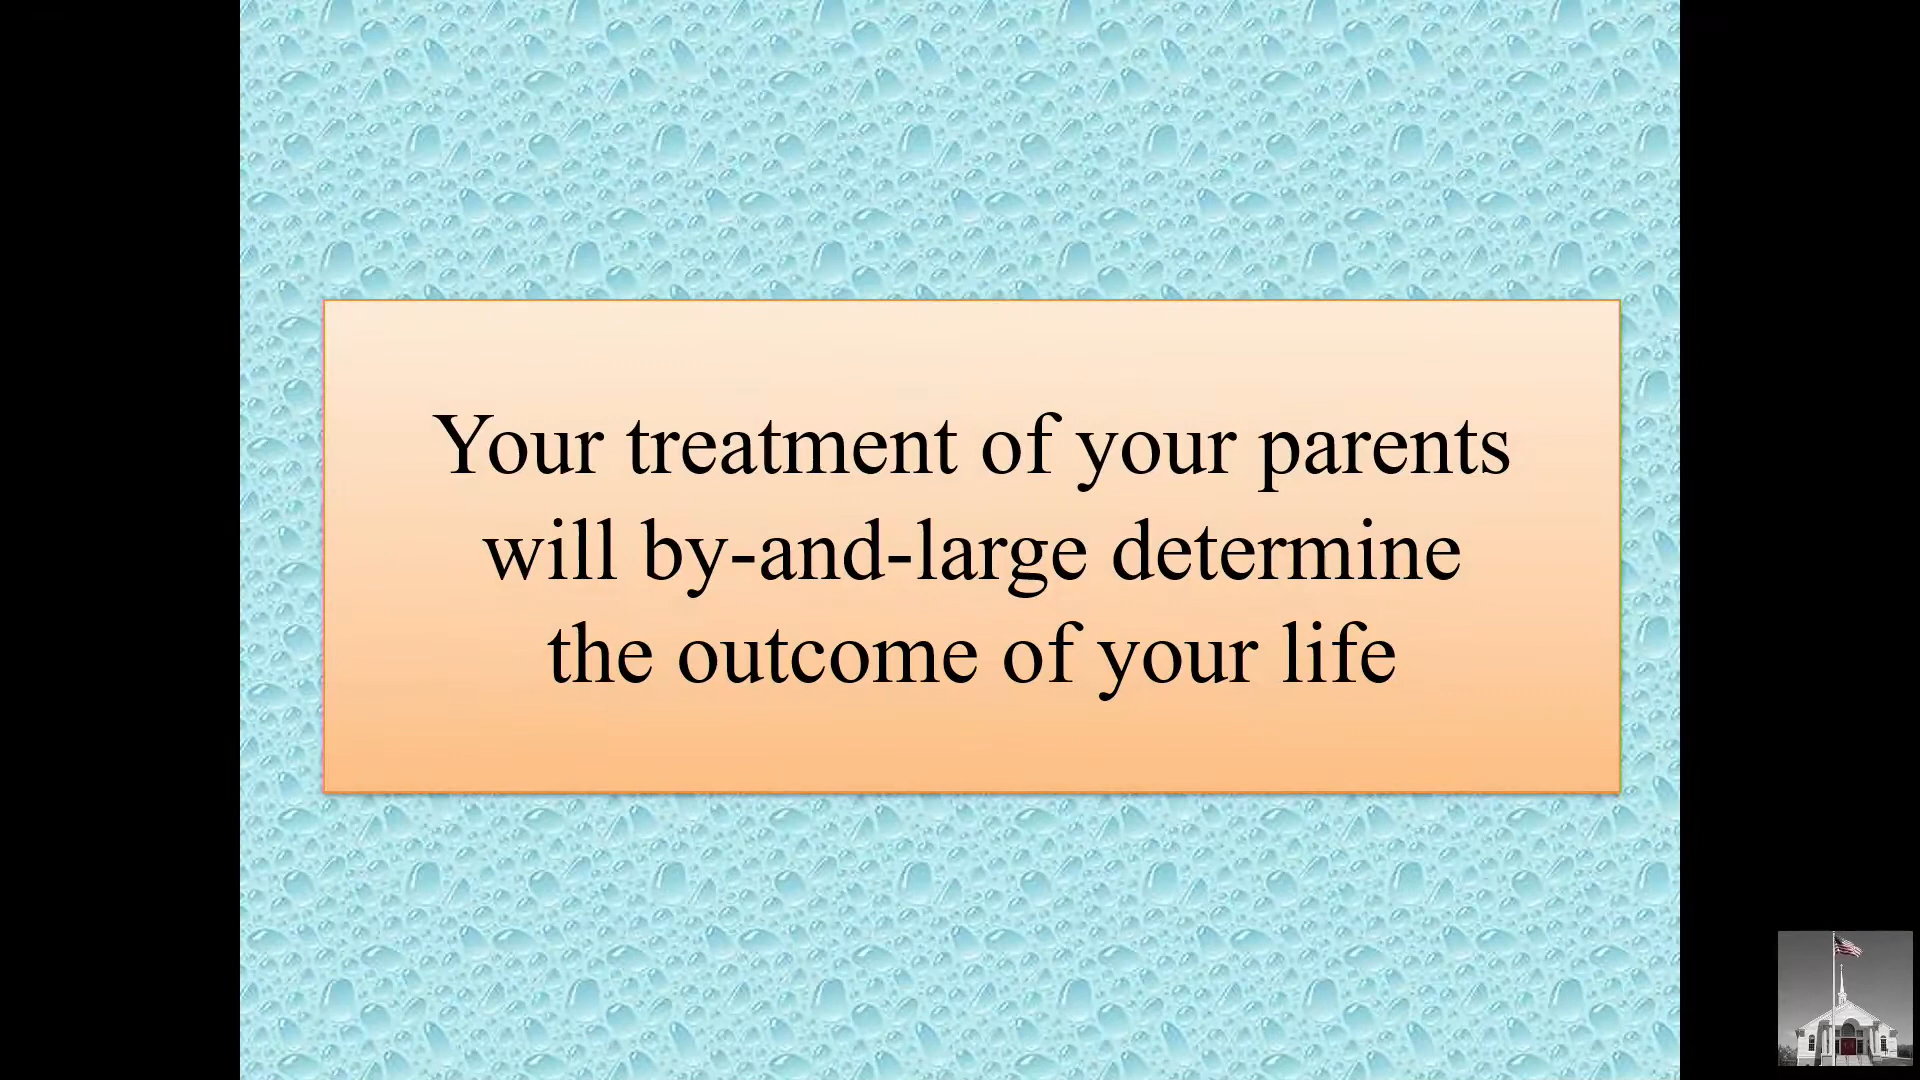 Your treatment of your parents
will by-and-large determine
the outcome of your life